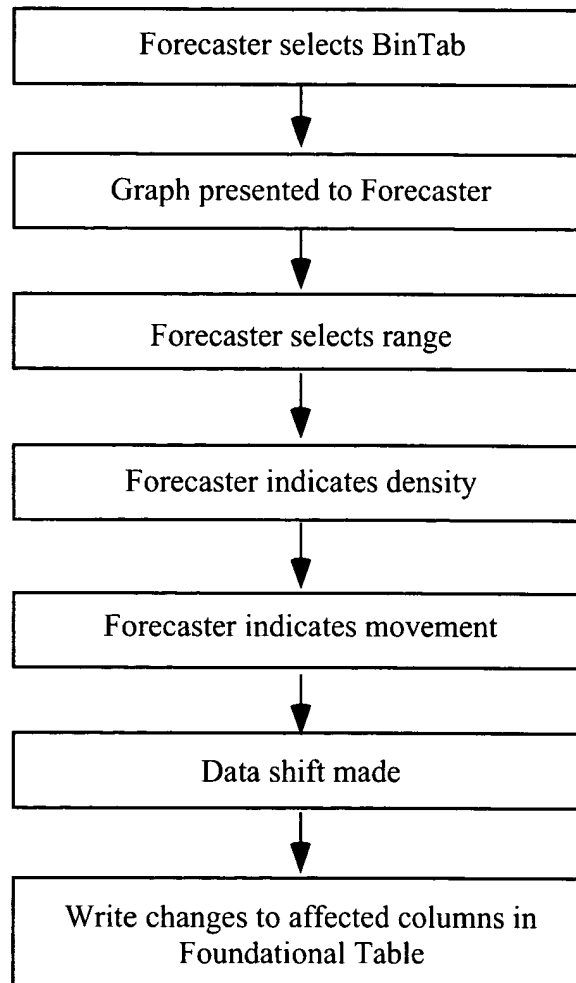 Forecaster selects BinTab
Graph presented to Forecaster
Forecaster selects range
Forecaster indicates density
Forecaster indicates movement
Data shift made
Write changes to affected columns in
Foundational Table